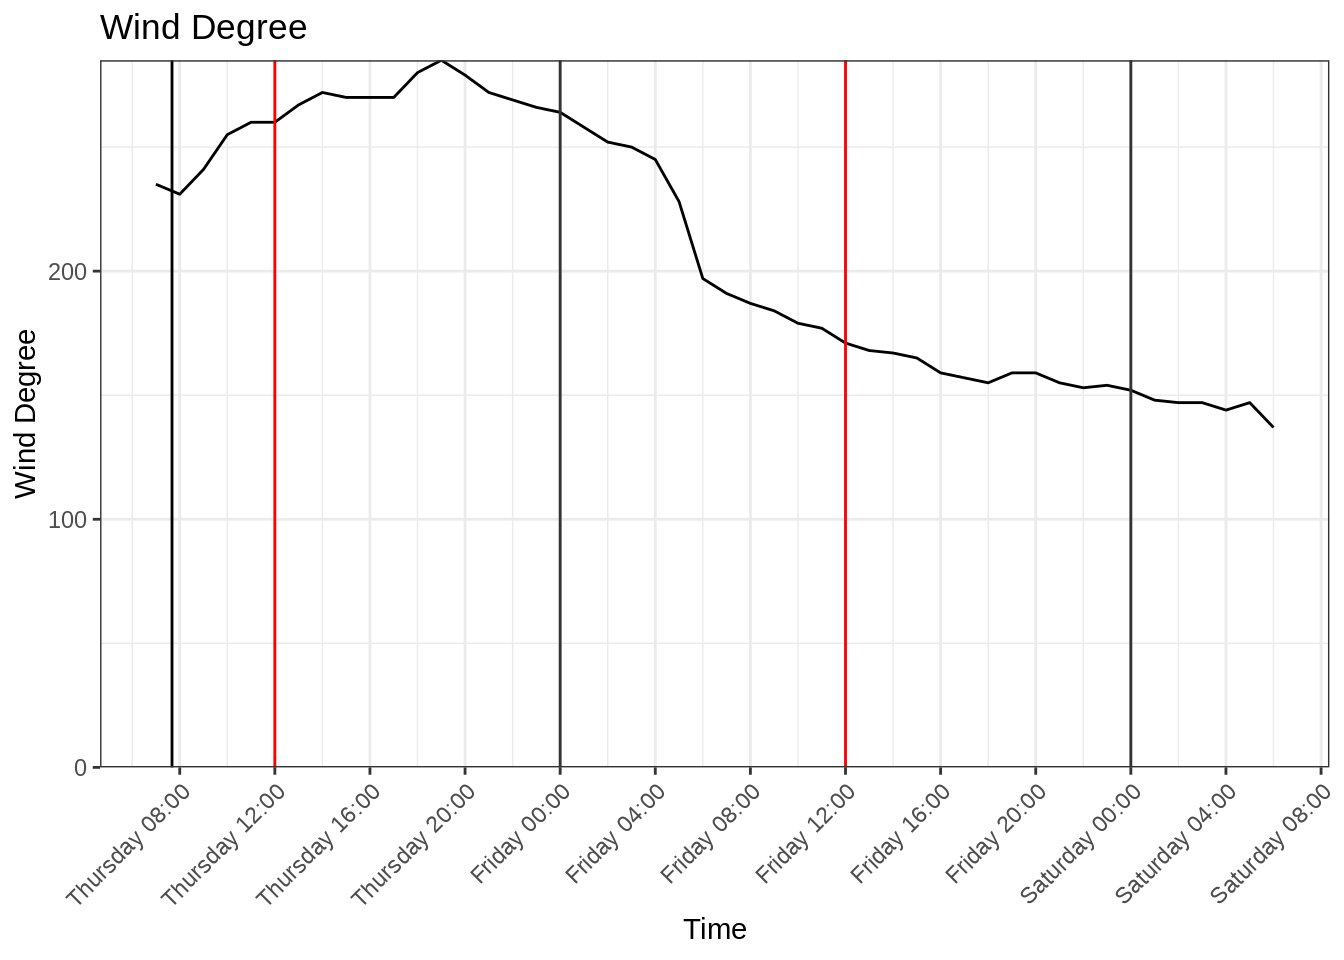 Wind Degree
Wind Degree
200
100
0
Thursday 08:00
Thursday 12:00
Thursday 16:00
Thursday 20:00
Friday 00:00
Friday 04:00
Friday 08:00
Friday 12:00
Friday 16:00
Friday 20:00
Saturday 00:00
Saturday 04:00
Saturday 08:00
Time